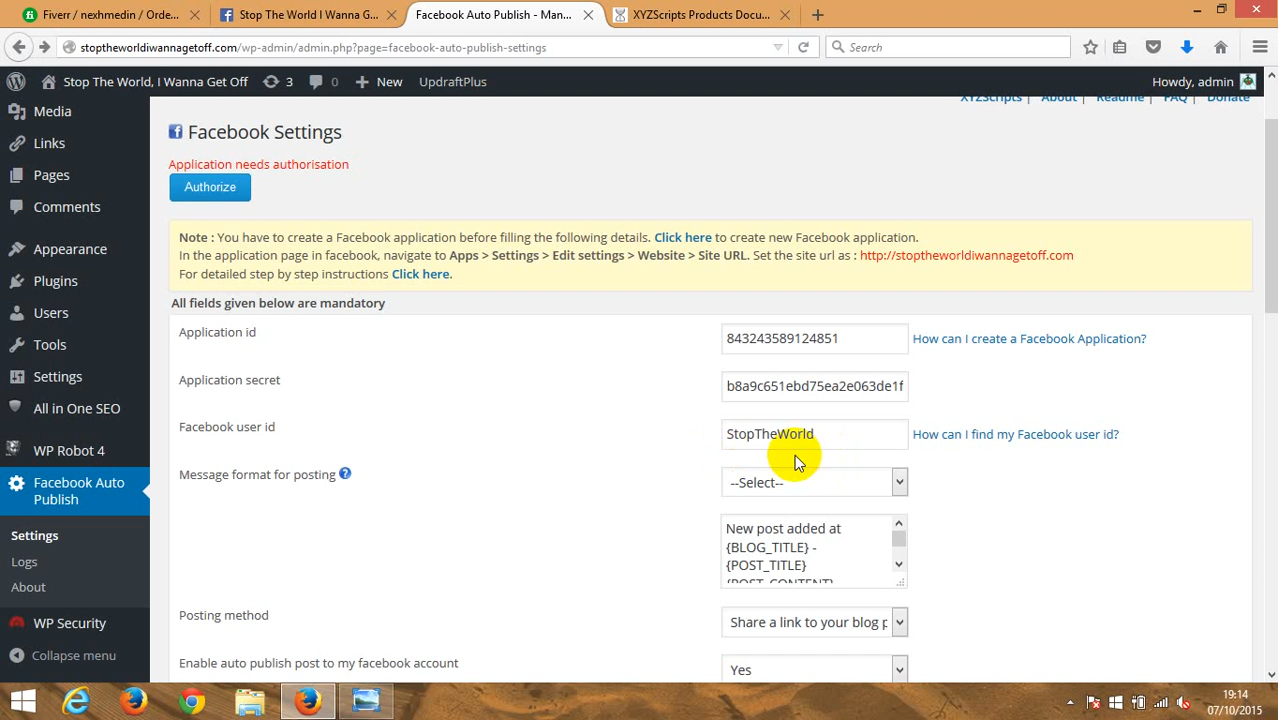 Fiverr / nexhmedin / Orde...
Stop The World I Wanna G...
Facebook Auto Publish - Man...
XYZScripts Products Docu...
stoptheworldiwannagetoff.com/wp-admin/admin.php?page=facebook-auto-publish-settings
Search
Stop The World, I Wanna Get Off
3
0
New
UpdraftPlus
Howdy, admin
XYZScripts | About | Readme | FAQ | Donate
Media
Links
Pages
Comments
Appearance
Plugins
Users
Tools
Settings
All in One SEO
WP Robot 4
Facebook Auto
Publish
Settings
Logs
About
WP Security
Collapse menu
Facebook Settings
Application needs authorisation
Authorize
Note : You have to create a Facebook application before filling the following details. Click here to create new Facebook application.
In the application page in facebook, navigate to Apps > Settings > Edit settings > Website > Site URL. Set the site url as : http://stoptheworldiwannagetoff.com
For detailed step by step instructions Click here.
All fields given below are mandatory
Application id
843243589124851
How can I create a Facebook Application?
Application secret
b8a9c651ebd75ea2e063de1f
Facebook user id
StopTheWorld
How can I find my Facebook user id?
Message format for posting
--Select--
New post added at
{BLOG_TITLE} -
{POST_TITLE}
{POST_CONTENT}
Posting method
Share a link to your blog p
Enable auto publish post to my facebook account
Yes
19:14
07/10/2015